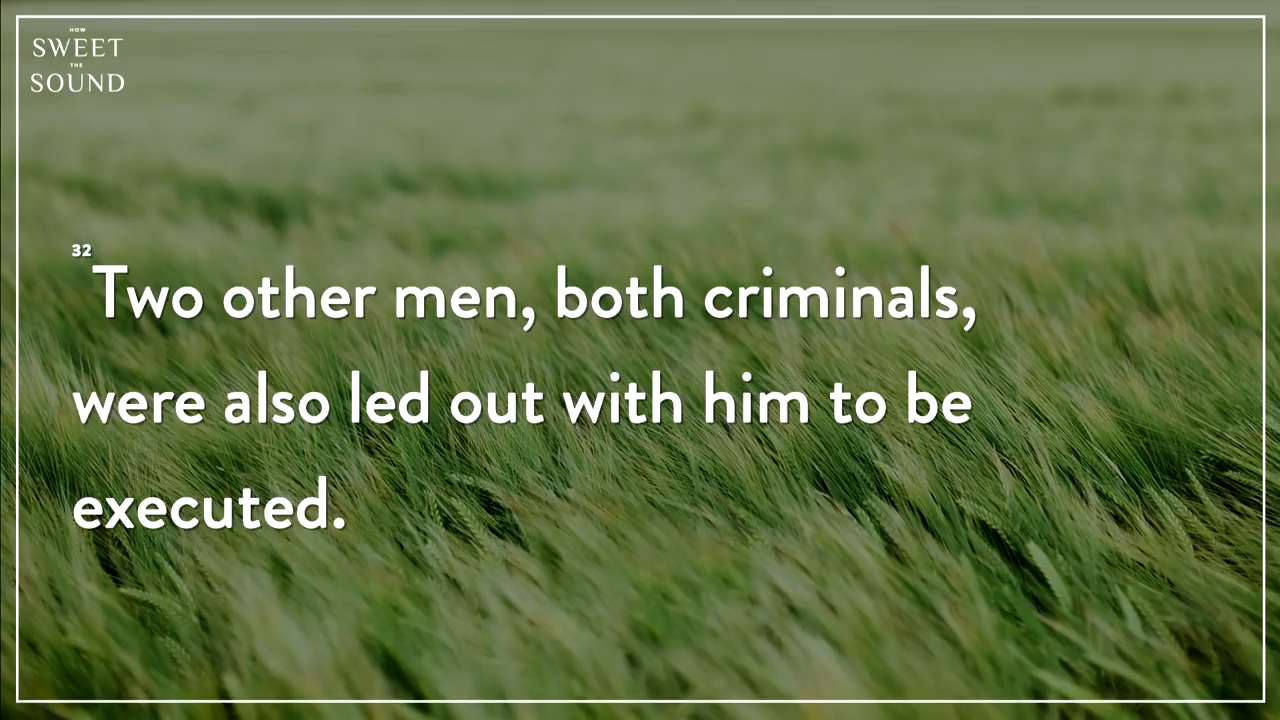 HOW
SWEET
THE
SOUND
32
Two other men, both criminals,
were also led out with him to be
executed.